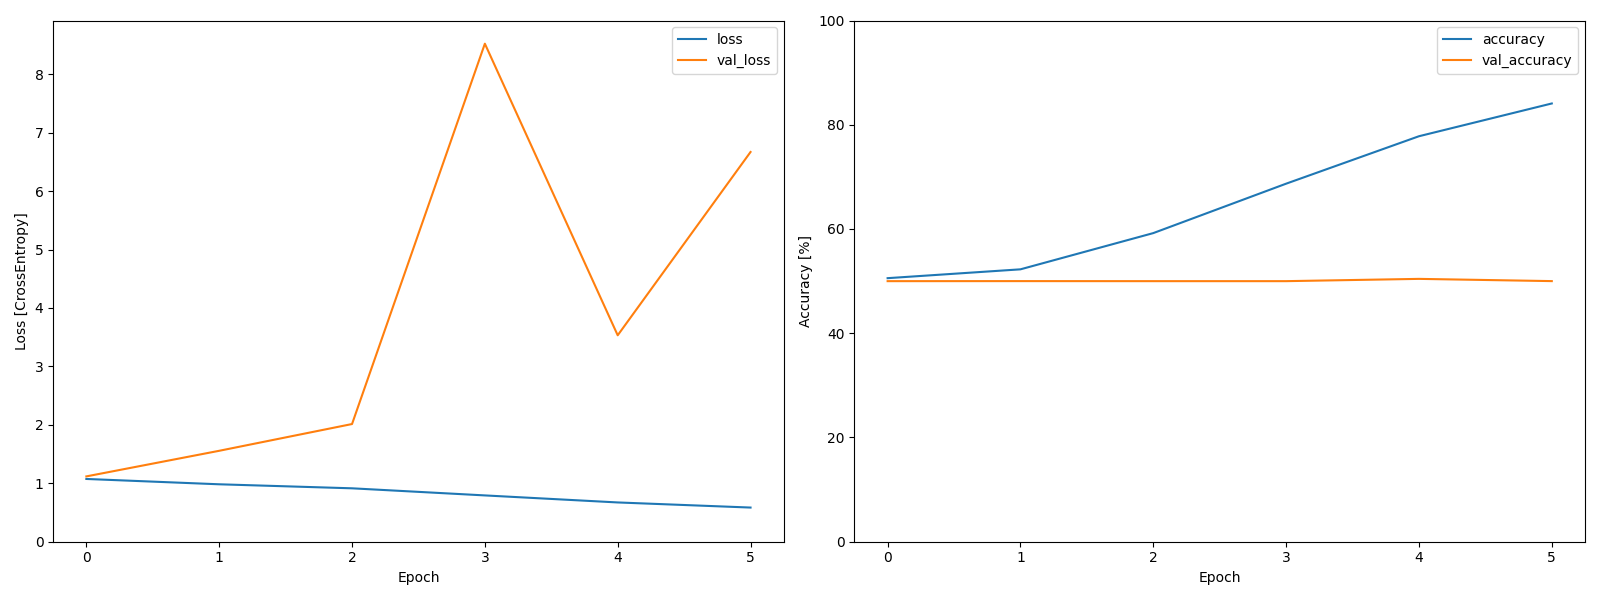 loss
val_loss
Loss [CrossEntropy]
8
7
6
5
4
3
2
1
0
0 1 2 3 4 5
Epoch
accuracy
val_accuracy
Accuracy [%]
100
80
60
40
20
0
0 1 2 3 4 5
Epoch